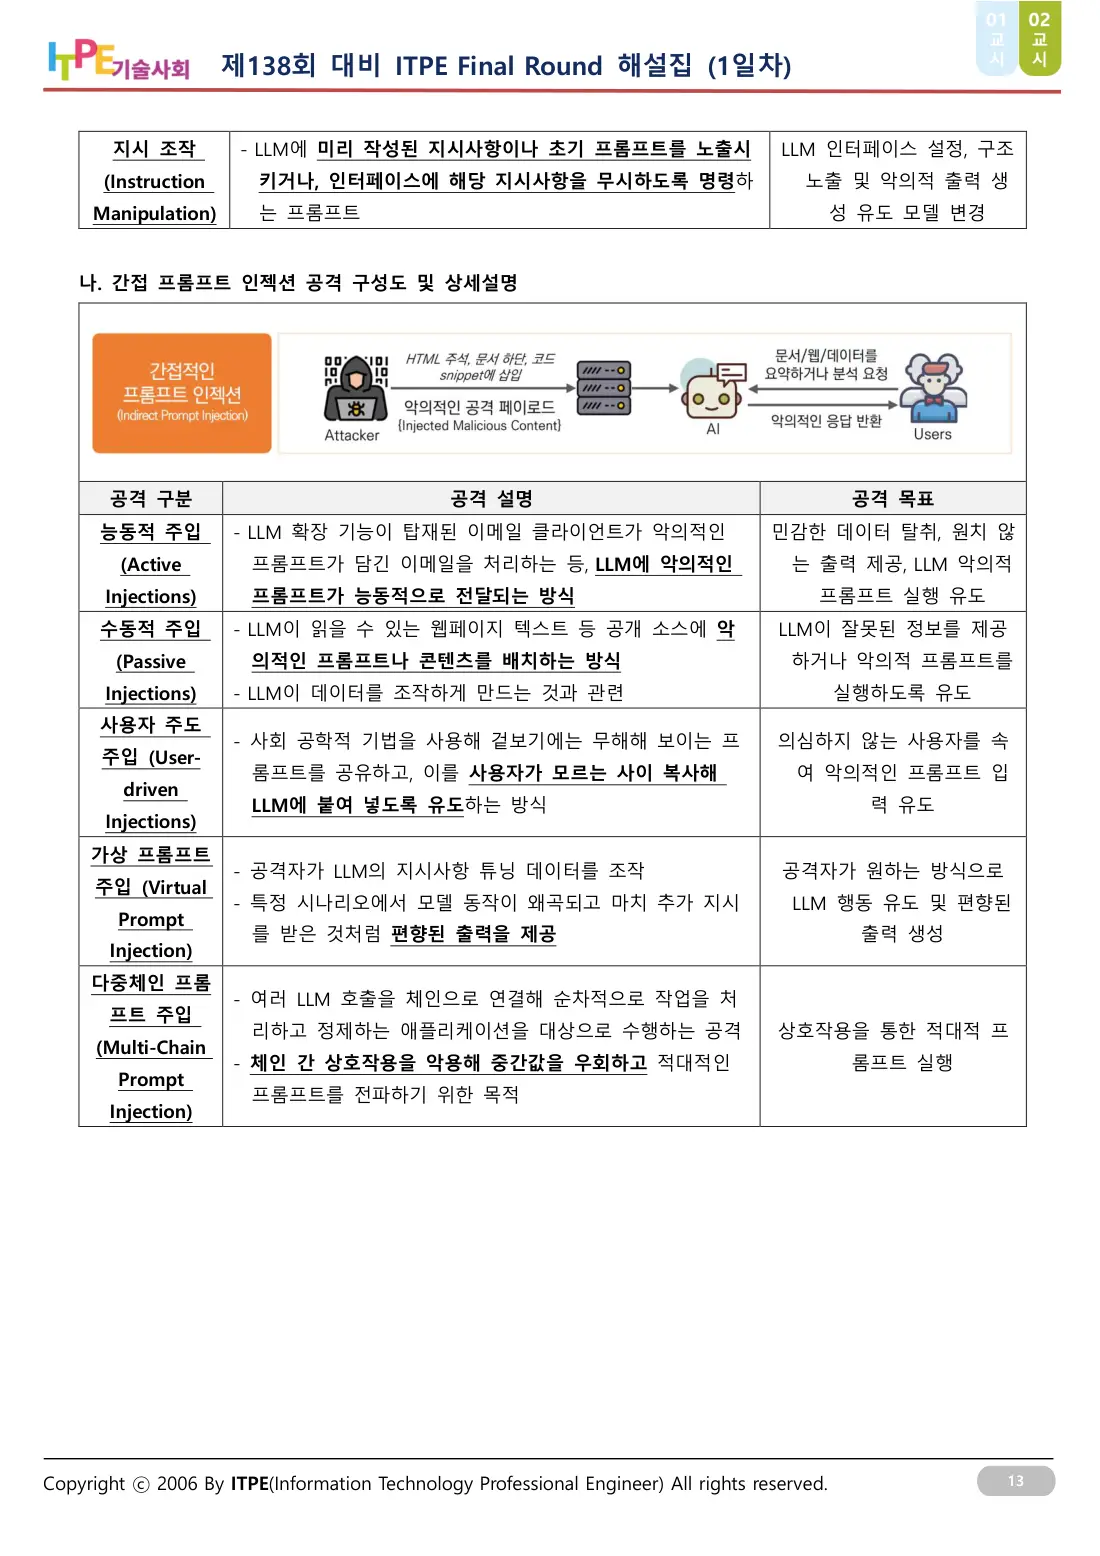 ITPE기술사회 제138회 대비 ITPE Final Round 해설집 (1일차)
01 교시
02 교시
지시 조작
(Instruction
Manipulation)
- LLM에 미리 작성된 지시사항이나 초기 프롬프트를 노출시
키거나, 인터페이스에 해당 지시사항을 무시하도록 명령하
는 프롬프트
LLM 인터페이스 설정, 구조
노출 및 악의적 출력 생
성 유도 모델 변경
나. 간접 프롬프트 인젝션 공격 구성도 및 상세설명
간접적인
프롬프트 인젝션
(Indirect Prompt Injection)
Attacker
HTML 주석, 문서 하단, 코드
snippet에 삽입
악의적인 공격 페이로드
{Injected Malicious Content}
AI
문서/웹/데이터를
요약하거나 분석 요청
악의적인 응답 반환
Users
공격 구분
공격 설명
공격 목표
능동적 주입
(Active
Injections)
- LLM 확장 기능이 탑재된 이메일 클라이언트가 악의적인
프롬프트가 담긴 이메일을 처리하는 등, LLM에 악의적인
프롬프트가 능동적으로 전달되는 방식
민감한 데이터 탈취, 원치 않
는 출력 제공, LLM 악의적
프롬프트 실행 유도
수동적 주입
(Passive
Injections)
- LLM이 읽을 수 있는 웹페이지 텍스트 등 공개 소스에 악
의적인 프롬프트나 콘텐츠를 배치하는 방식
- LLM이 데이터를 조작하게 만드는 것과 관련
LLM이 잘못된 정보를 제공
하거나 악의적 프롬프트를
실행하도록 유도
사용자 주도
주입 (User-
driven
Injections)
- 사회 공학적 기법을 사용해 겉보기에는 무해해 보이는 프
롬프트를 공유하고, 이를 사용자가 모르는 사이 복사해
LLM에 붙여 넣도록 유도하는 방식
의심하지 않는 사용자를 속
여 악의적인 프롬프트 입
력 유도
가상 프롬프트
주입 (Virtual
Prompt
Injection)
- 공격자가 LLM의 지시사항 튜닝 데이터를 조작
- 특정 시나리오에서 모델 동작이 왜곡되고 마치 추가 지시
를 받은 것처럼 편향된 출력을 제공
공격자가 원하는 방식으로
LLM 행동 유도 및 편향된
출력 생성
다중체인 프롬
프트 주입
(Multi-Chain
Prompt
Injection)
- 여러 LLM 호출을 체인으로 연결해 순차적으로 작업을 처
리하고 정제하는 애플리케이션을 대상으로 수행하는 공격
- 체인 간 상호작용을 악용해 중간값을 우회하고 적대적인
프롬프트를 전파하기 위한 목적
상호작용을 통한 적대적 프
롬프트 실행
Copyright ⓒ 2006 By ITPE(Information Technology Professional Engineer) All rights reserved.
13